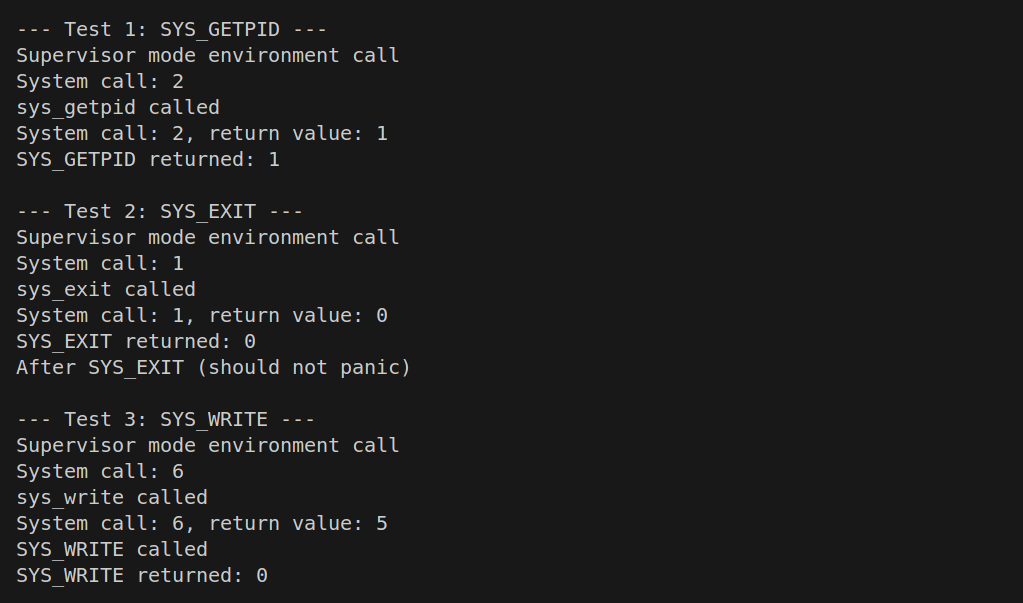 --- Test 1: SYS_GETPID ---
Supervisor mode environment call
System call: 2
sys_getpid called
System call: 2, return value: 1
SYS_GETPID returned: 1
--- Test 2: SYS_EXIT ---
Supervisor mode environment call
System call: 1
sys_exit called
System call: 1, return value: 0
SYS_EXIT returned: 0
After SYS_EXIT (should not panic)
--- Test 3: SYS_WRITE ---
Supervisor mode environment call
System call: 6
sys_write called
System call: 6, return value: 5
SYS_WRITE called
SYS_WRITE returned: 0